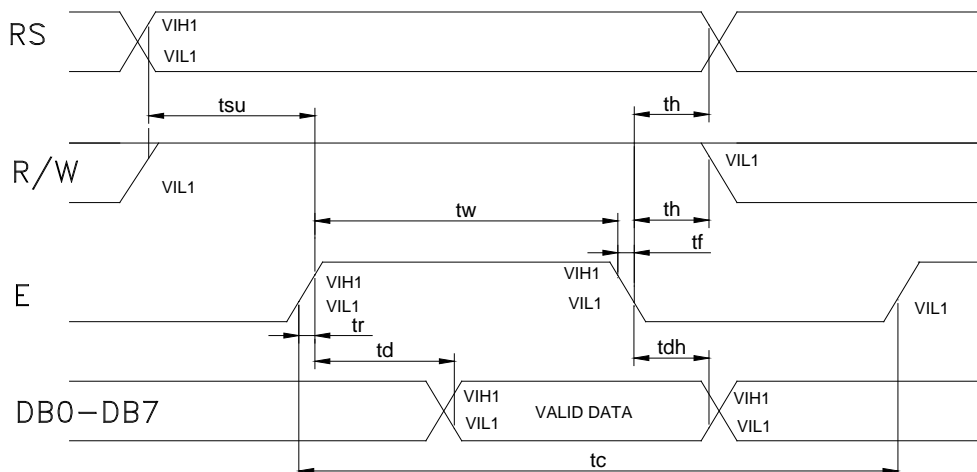 RS
VIH1
VIL1
tsu
th
R/W
VIL1
VIL1
tw
th
tf
E
VIH1
VIL1
VIH1
VIL1
VIL1
tr
td
tdh
DB0-DB7
VIH1
VIL1
VALID DATA
VIH1
VIL1
tc